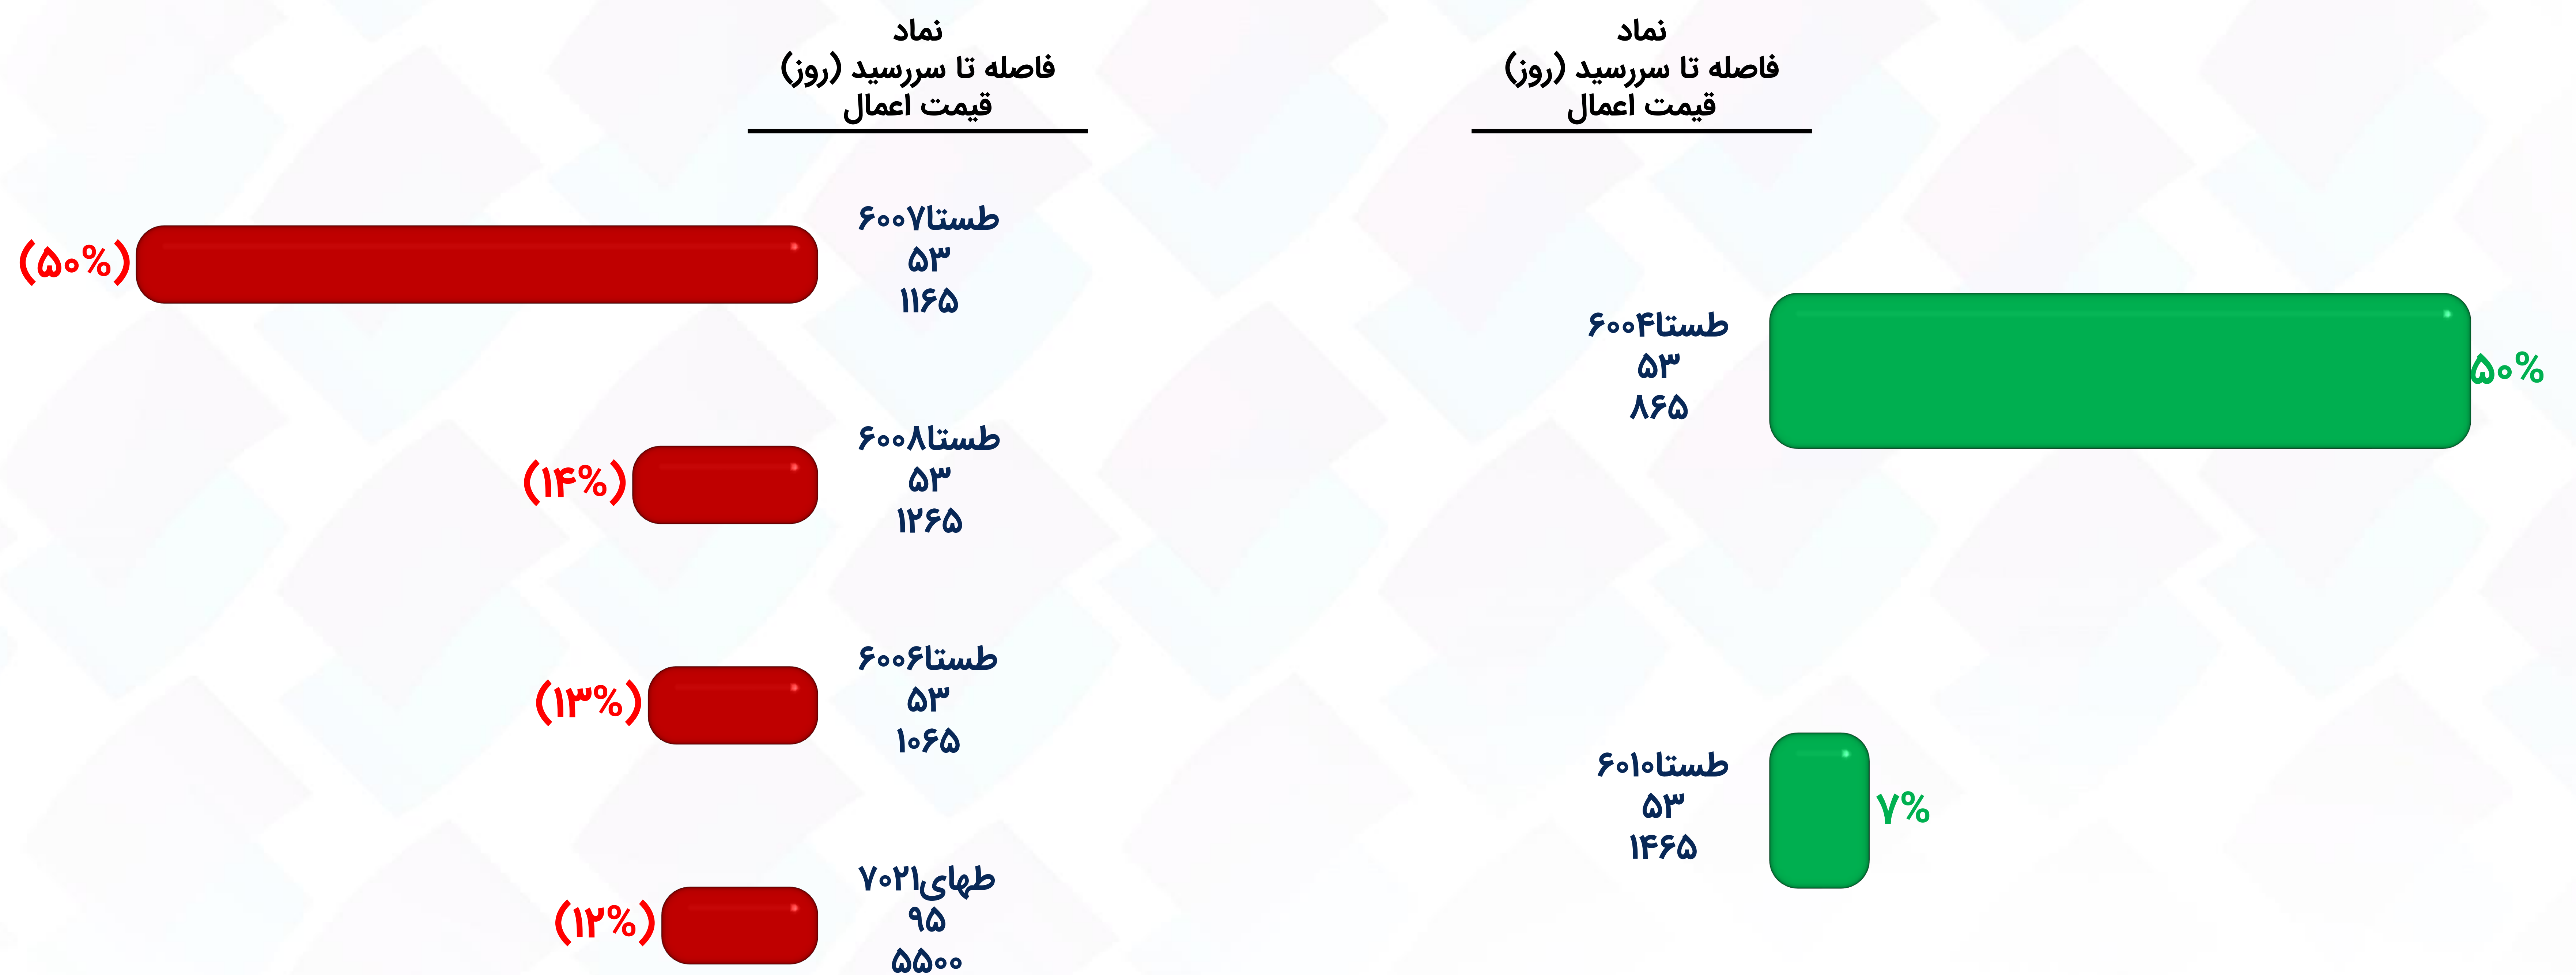 نماد
فاصله تا سررسید (روز)
قیمت اعمال
طستا۶۰۰۴
۵۳
۸۶۵
۵۰%
طستا۶۰۱۰
۵۳
۱۴۶۵
۷%
نماد
فاصله تا سررسید (روز)
قیمت اعمال
طستا۶۰۰۷
۵۳
۱۱۶۵
(۵۰%)
طستا۶۰۰۸
۵۳
۱۲۶۵
(۱۴%)
طستا۶۰۰۶
۵۳
۱۰۶۵
(۱۳%)
طهای۷۰۲۱
۹۵
۵۵۰۰
(۱۲%)